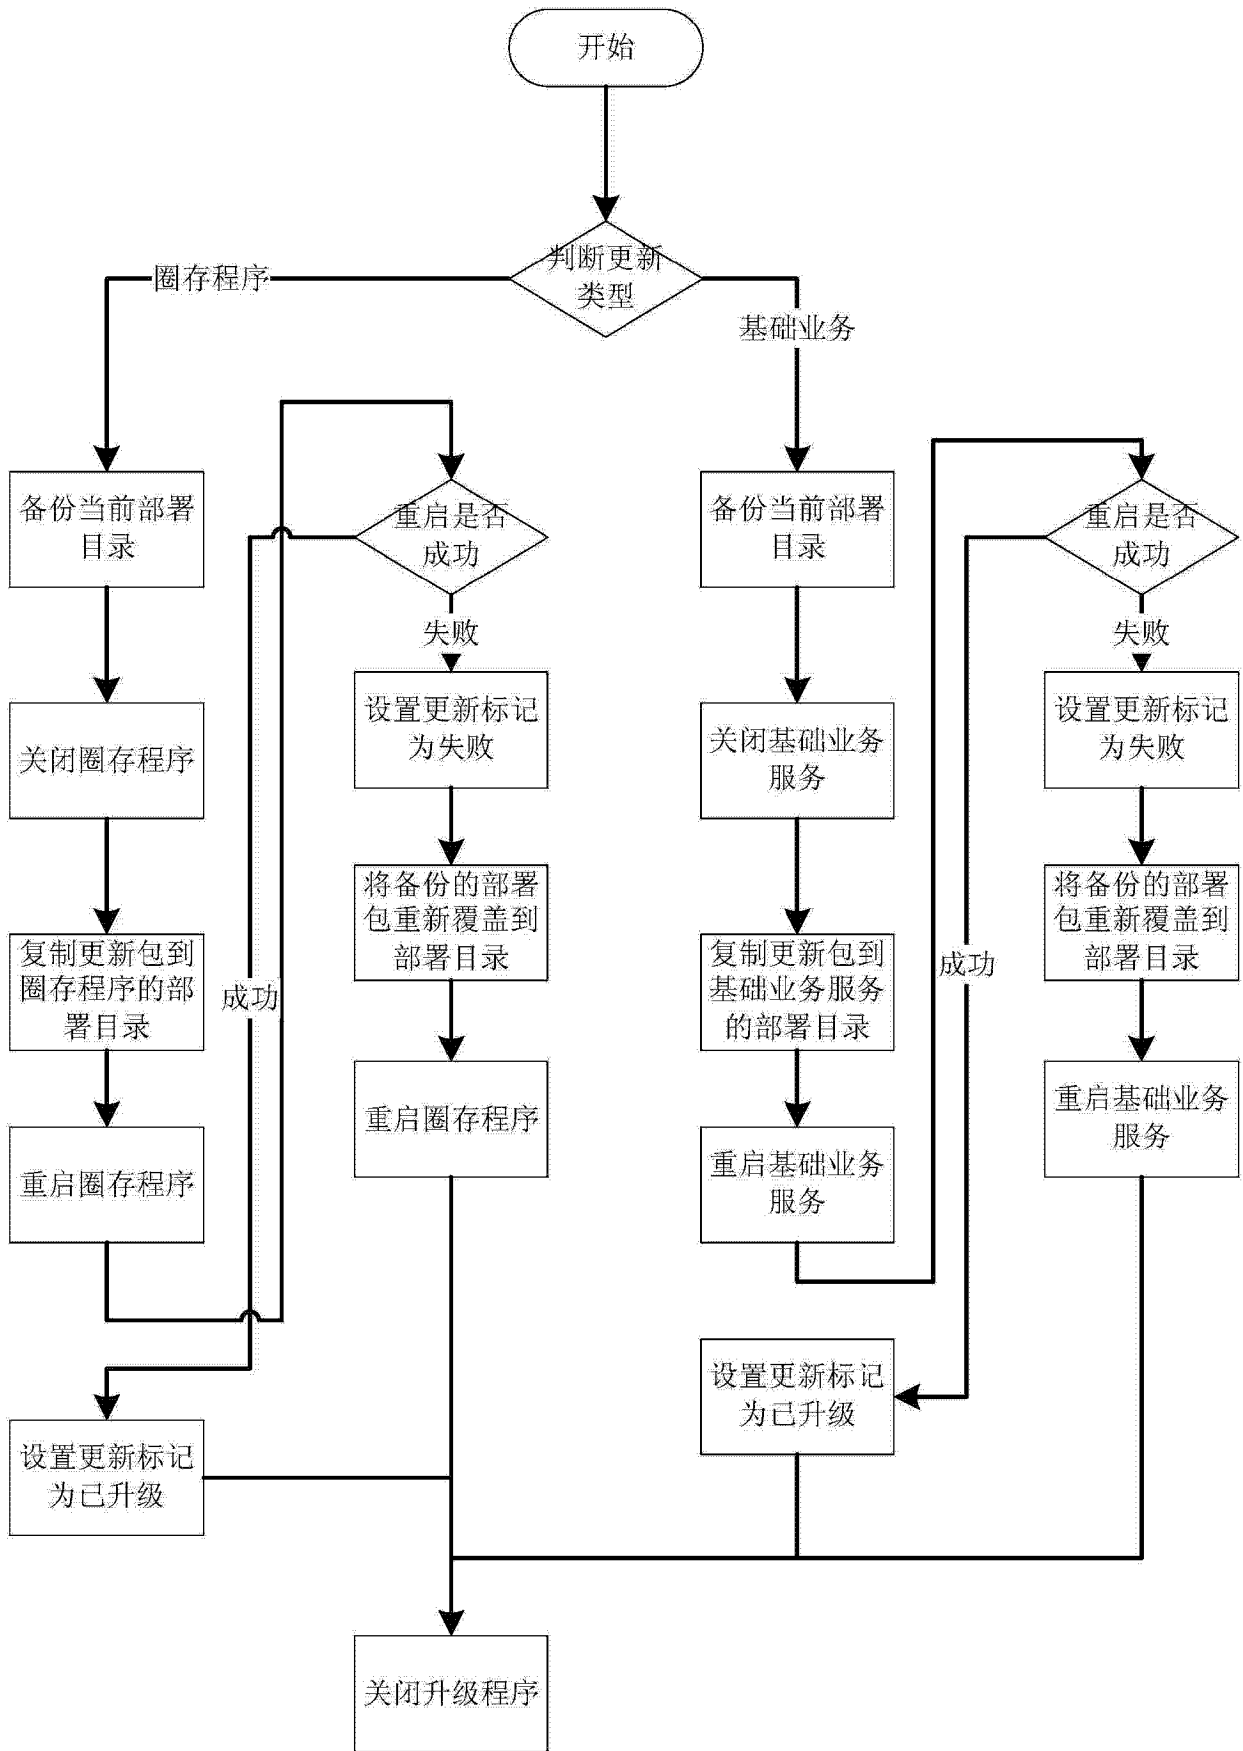 开始
判断更新
类型
圈存程序
基础业务
备份当前部署
目录
关闭圈存程序
复制更新包到
圈存程序的部
署目录
重启圈存程序
重启是否
成功
成功
失败
设置更新标记
为失败
将备份的部署
包重新覆盖到
部署目录
重启圈存程序
设置更新标记
为已升级
备份当前部署
目录
关闭基础业务
服务
复制更新包到
基础业务服务
的部署目录
重启基础业务
服务
重启是否
成功
成功
失败
设置更新标记
为失败
将备份的部署
包重新覆盖到
部署目录
重启基础业务
服务
设置更新标记
为已升级
关闭升级程序